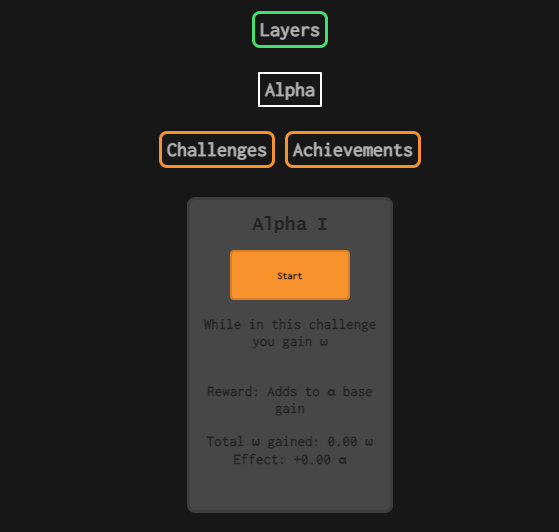 Layers
Alpha
Challenges Achievements
Alpha I
Start
While in this challenge
you gain ω
Reward: Adds to α base
gain
Total ω gained: 0.00 ω
Effect: +0.00 α